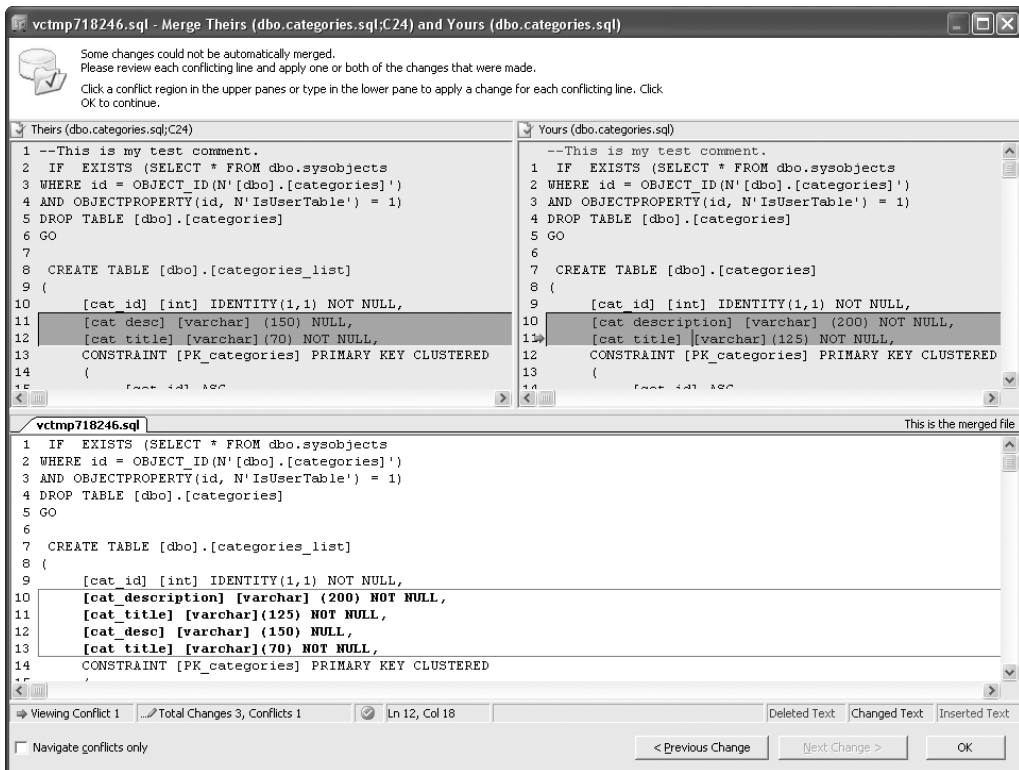 vctmp718246.sql - Merge Theirs (dbo.categories.sql;C24) and Yours (dbo.categories.sql)
Some changes could not be automatically merged.
Please review each conflicting line and apply one or both of the changes that were made.
Click a conflict region in the upper panes or type in the lower pane to apply a change for each conflicting line. Click
OK to continue.
Theirs (dbo.categories.sql;C24)
1 --This is my test comment.
2 IF EXISTS (SELECT * FROM dbo.sysobjects
3 WHERE id = OBJECT_ID(N'[dbo].[categories]')
4 AND OBJECTPROPERTY(id, N'IsUserTable') = 1)
5 DROP TABLE [dbo].[categories]
6 GO
7
8 CREATE TABLE [dbo].[categories_list]
9 (
10 [cat_id] [int] IDENTITY(1,1) NOT NULL,
11 [cat_desc] [varchar] (150) NULL,
12 [cat_title] [varchar](70) NOT NULL,
13 CONSTRAINT [PK_categories] PRIMARY KEY CLUSTERED
14 (
15 [cat_id] ASC
Yours (dbo.categories.sql)
--This is my test comment.
1 IF EXISTS (SELECT * FROM dbo.sysobjects
2 WHERE id = OBJECT_ID(N'[dbo].[categories]')
3 AND OBJECTPROPERTY(id, N'IsUserTable') = 1)
4 DROP TABLE [dbo].[categories]
5 GO
6
7 CREATE TABLE [dbo].[categories]
8 (
9 [cat_id] [int] IDENTITY(1,1) NOT NULL,
10 [cat_description] [varchar] (200) NOT NULL,
11 [cat_title] [varchar](125) NOT NULL,
12 CONSTRAINT [PK_categories] PRIMARY KEY CLUSTERED
13 (
14 [cat_id] ASC
vctmp718246.sql
This is the merged file
1 IF EXISTS (SELECT * FROM dbo.sysobjects
2 WHERE id = OBJECT_ID(N'[dbo].[categories]')
3 AND OBJECTPROPERTY(id, N'IsUserTable') = 1)
4 DROP TABLE [dbo].[categories]
5 GO
6
7 CREATE TABLE [dbo].[categories_list]
8 (
9 [cat_id] [int] IDENTITY(1,1) NOT NULL,
10 [cat_description] [varchar] (200) NOT NULL,
11 [cat_title] [varchar](125) NOT NULL,
12 [cat_desc] [varchar] (150) NULL,
13 [cat_title] [varchar](70) NOT NULL,
14 CONSTRAINT [PK_categories] PRIMARY KEY CLUSTERED
15 (
Viewing Conflict 1
Total Changes 3, Conflicts 1
Ln 12, Col 18
Deleted Text
Changed Text
Inserted Text
Navigate conflicts only
< Previous Change
Next Change >
OK